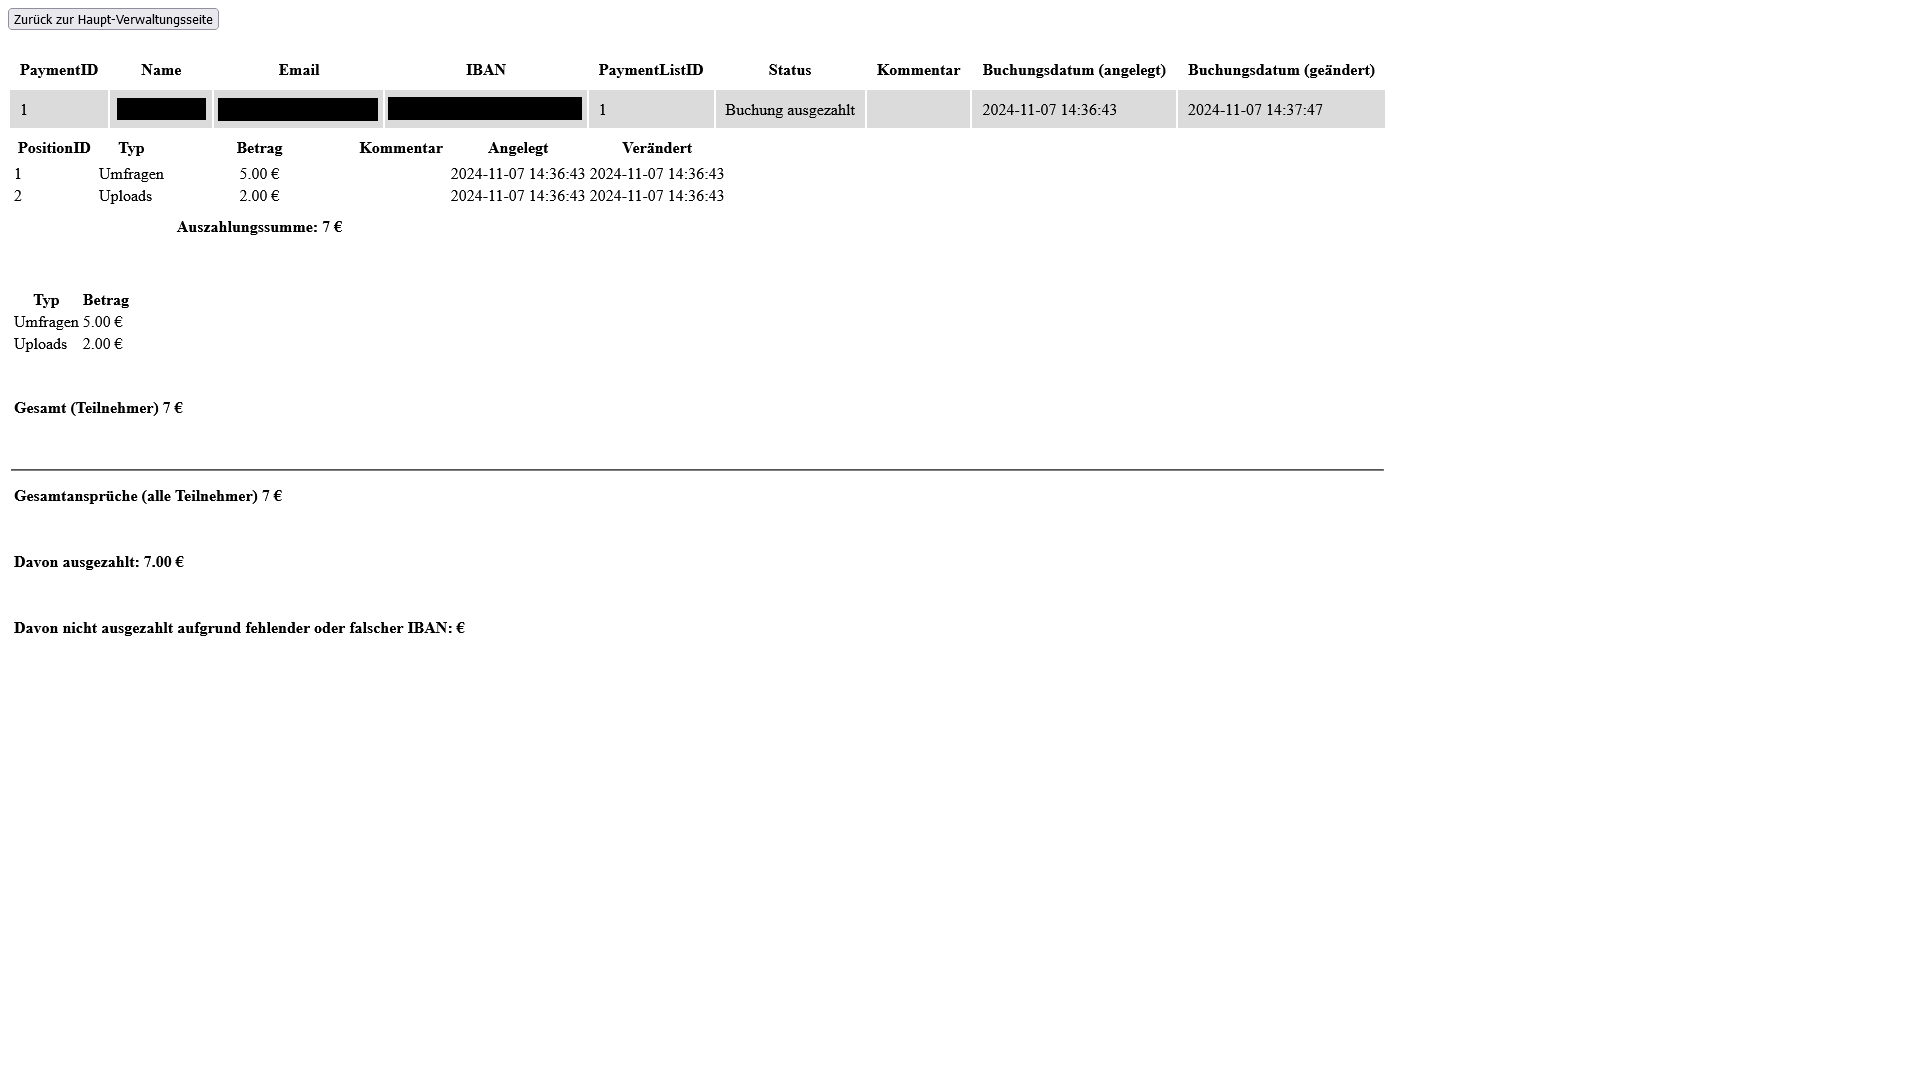 Zurück zur Haupt-Verwaltungsseite
PaymentID Name Email IBAN PaymentListID Status Kommentar Buchungsdatum (angelegt) Buchungsdatum (geändert)
1 1 Buchung ausgezahlt 2024-11-07 14:36:43 2024-11-07 14:37:47
PositionID Typ Betrag Kommentar Angelegt Verändert
1 Umfragen 5.00 € 2024-11-07 14:36:43 2024-11-07 14:36:43
2 Uploads 2.00 € 2024-11-07 14:36:43 2024-11-07 14:36:43
Auszahlungssumme: 7 €
Typ Betrag
Umfragen 5.00 €
Uploads 2.00 €
Gesamt (Teilnehmer) 7 €
Gesamtansprüche (alle Teilnehmer) 7 €
Davon ausgezahlt: 7.00 €
Davon nicht ausgezahlt aufgrund fehlender oder falscher IBAN: €